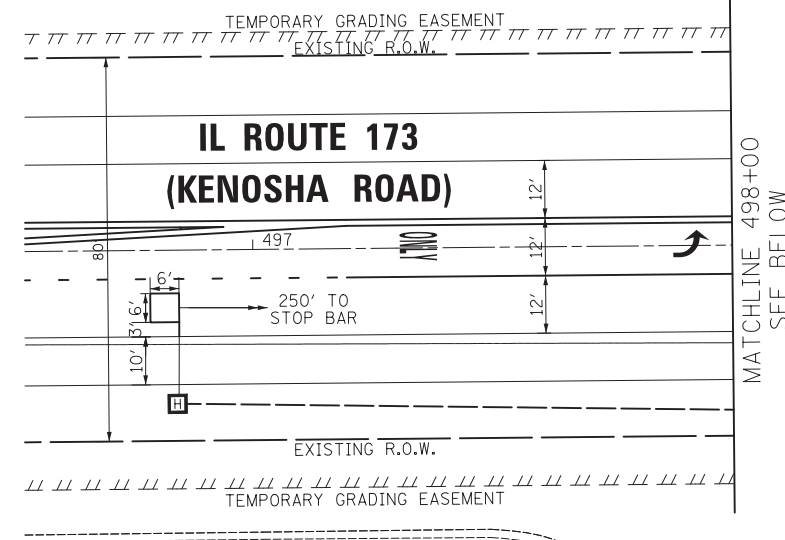 TEMPORARY GRADING EASEMENT
EXISTING R.O.W.
IL ROUTE 173
(KENOSHA ROAD)
12'
12'
12'
80'
497
ONLY
6'
6'
3'
10'
250' TO
STOP BAR
H
MATCHLINE 498+00
SEE BELOW
EXISTING R.O.W.
TEMPORARY GRADING EASEMENT